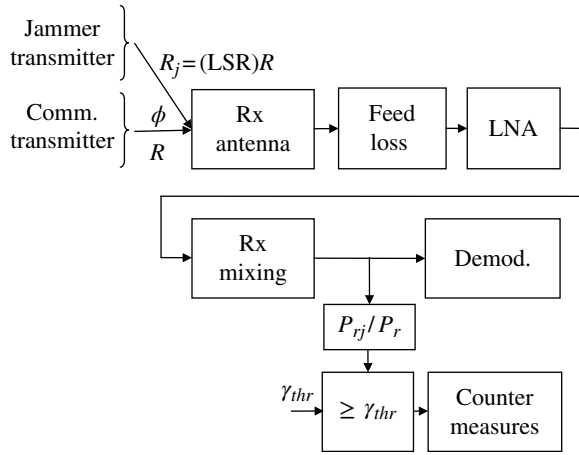 Jammer
transmitter
R_j = (LSR)R
Comm.
transmitter
ϕ
R
Rx
antenna
Feed
loss
LNA
Rx
mixing
Demod.
P_rj / P_r
γ_thr
≥ γ_thr
Counter
measures